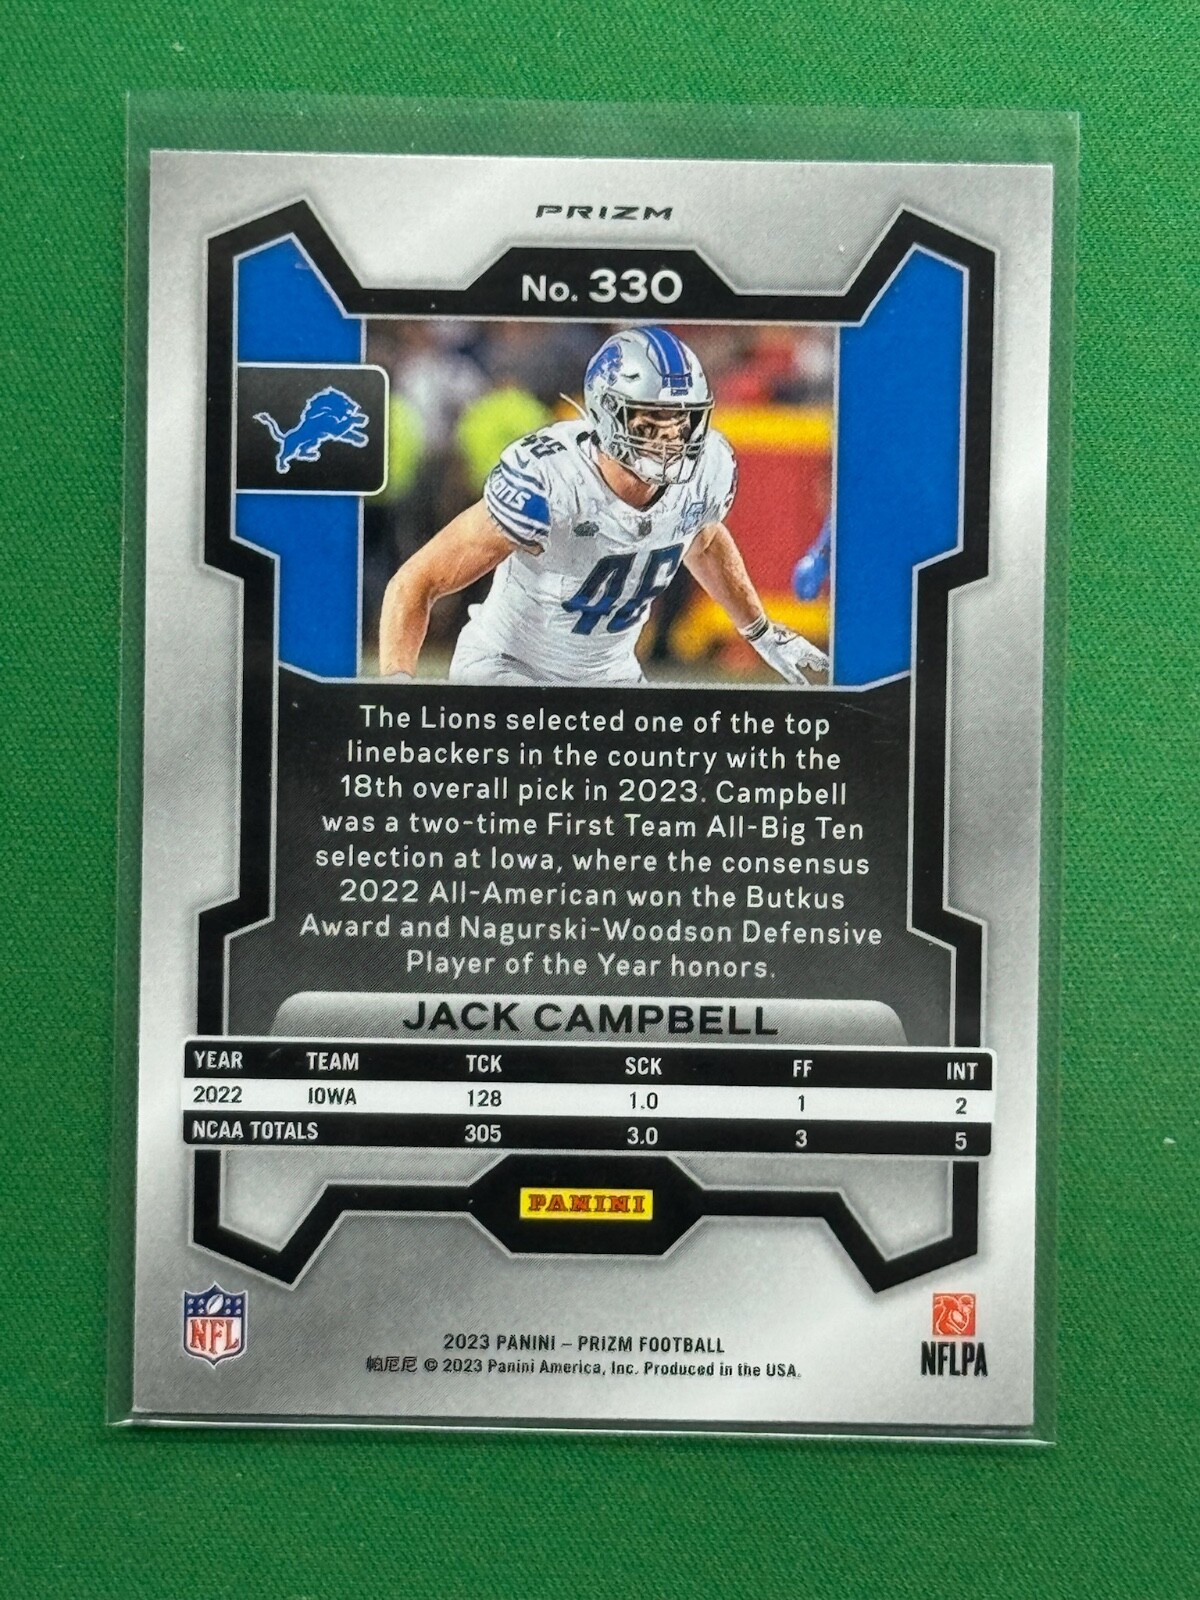 PRIZM
No. 330
46
46
The Lions selected one of the top
linebackers in the country with the
18th overall pick in 2023. Campbell
was a two-time First Team All-Big Ten
selection at Iowa, where the consensus
2022 All-American won the Butkus
Award and Nagurski-Woodson Defensive
Player of the Year honors.
JACK CAMPBELL
YEAR TEAM TCK SCK FF INT
2022 IOWA 128 1.0 1 2
NCAA TOTALS 305 3.0 3 5
PANINI
NFL
NFLPA
2023 PANINI – PRIZM FOOTBALL
帕尼尼 © 2023 Panini America, Inc. Produced in the USA.